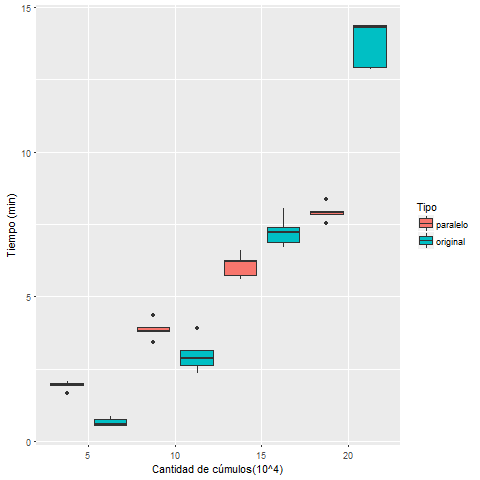 15
10
5
0
Tiempo (min)
5
10
15
20
Cantidad de cúmulos(10^4)
Tipo
paralelo
original